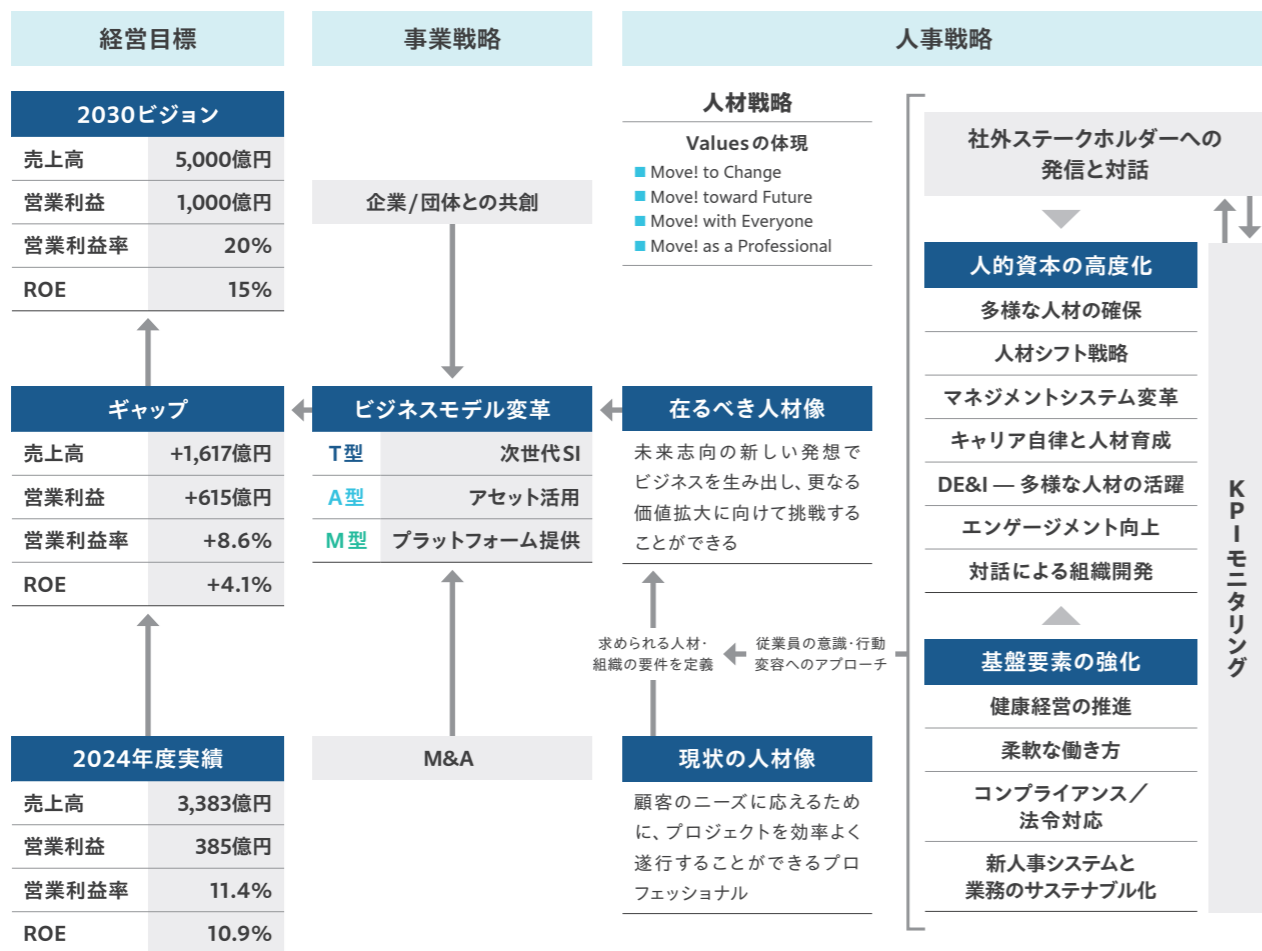 経営目標
2030ビジョン
売上高 5,000億円
営業利益 1,000億円
営業利益率 20%
ROE 15%
ギャップ
売上高 +1,617億円
営業利益 +615億円
営業利益率 +8.6%
ROE +4.1%
2024年度実績
売上高 3,383億円
営業利益 385億円
営業利益率 11.4%
ROE 10.9%
事業戦略
企業/団体との共創
ビジネスモデル変革
T型 次世代SI
A型 アセット活用
M型 プラットフォーム提供
M&A
人事戦略
人材戦略
Valuesの体現
Move! to Change
Move! toward Future
Move! with Everyone
Move! as a Professional
在るべき人材像
未来志向の新しい発想で
ビジネスを生み出し、更なる
価値拡大に向けて挑戦する
ことができる
求められる人材・
組織の要件を定義
従業員の意識・行動
変容へのアプローチ
現状の人材像
顧客のニーズに応えるため
に、プロジェクトを効率よく
遂行することができるプロ
フェッショナル
社外ステークホルダーへの
発信と対話
人的資本の高度化
多様な人材の確保
人材シフト戦略
マネジメントシステム変革
キャリア自律と人材育成
DE&I ― 多様な人材の活躍
エンゲージメント向上
対話による組織開発
基盤要素の強化
健康経営の推進
柔軟な働き方
コンプライアンス／
法令対応
新人事システムと
業務のサステナブル化
KPIモニタリング